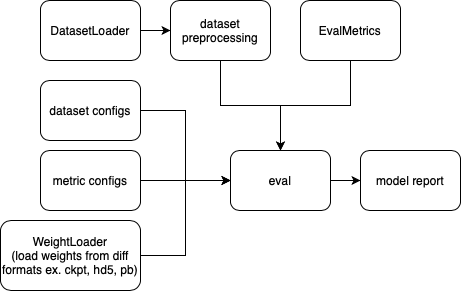 DatasetLoader
dataset
preprocessing
EvalMetrics
dataset configs
metric configs
eval
model report
WeightLoader
(load weights from diff
formats ex. ckpt, hd5, pb)